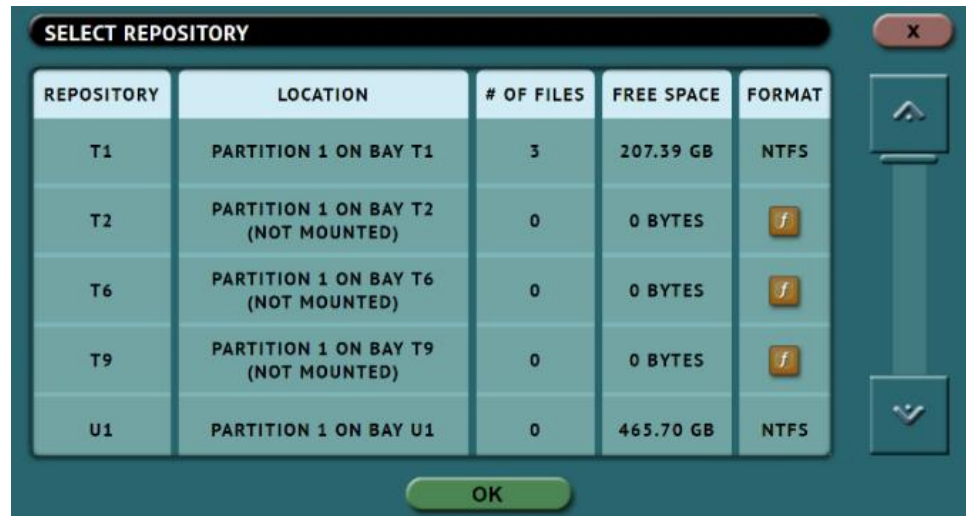 SELECT REPOSITORY
X
REPOSITORY LOCATION # OF FILES FREE SPACE FORMAT
T1 PARTITION 1 ON BAY T1 3 207.39 GB NTFS
T2 PARTITION 1 ON BAY T2 (NOT MOUNTED) 0 0 BYTES f
T6 PARTITION 1 ON BAY T6 (NOT MOUNTED) 0 0 BYTES f
T9 PARTITION 1 ON BAY T9 (NOT MOUNTED) 0 0 BYTES f
U1 PARTITION 1 ON BAY U1 0 465.70 GB NTFS
OK